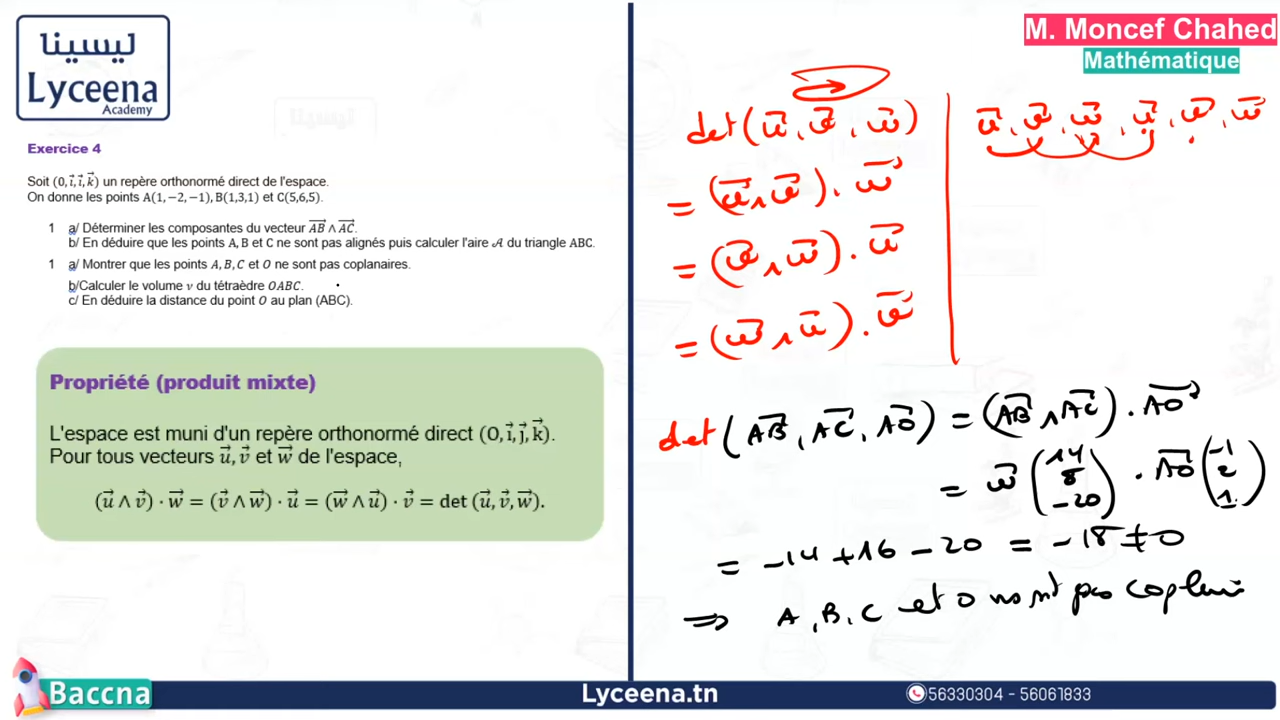 ليسينا
Lyceena
Academy
M. Moncef Chahed
Mathématique
Exercice 4
Soit (0, i⃗, i⃗, k⃗) un repère orthonormé direct de l'espace.
On donne les points A(1, −2, −1), B(1,3,1) et C(5,6,5).
1 a/ Déterminer les composantes du vecteur AB⃗ ∧ AC⃗.
b/ En déduire que les points A, B et C ne sont pas alignés puis calculer l'aire 𝒜 du triangle ABC.
1 a/ Montrer que les points A, B, C et O ne sont pas coplanaires.
b/Calculer le volume v du tétraèdre OABC.
c/ En déduire la distance du point O au plan (ABC).
Propriété (produit mixte)
L'espace est muni d'un repère orthonormé direct (O, i⃗, j⃗, k⃗).
Pour tous vecteurs u⃗, v⃗ et w⃗ de l'espace,
(u⃗ ∧ v⃗) · w⃗ = (v⃗ ∧ w⃗) · u⃗ = (w⃗ ∧ u⃗) · v⃗ = det (u⃗, v⃗, w⃗).
det(u⃗, v⃗, w⃗)
= (u⃗ ∧ v⃗) . w⃗
= (v⃗ ∧ w⃗) . u⃗
= (w⃗ ∧ u⃗) . v⃗
u⃗, v⃗, w⃗, u⃗, v⃗, w⃗
det(AB⃗, AC⃗, AO⃗) = (AB⃗ ∧ AC⃗) . AO⃗
= w⃗ (14 8 −20) . AO⃗ (−1 2 1)
= −14 + 16 − 20 = −18 ≠ 0
⇒ A, B, C et O pas
Baccna
Lyceena.tn
56330304 - 56061833